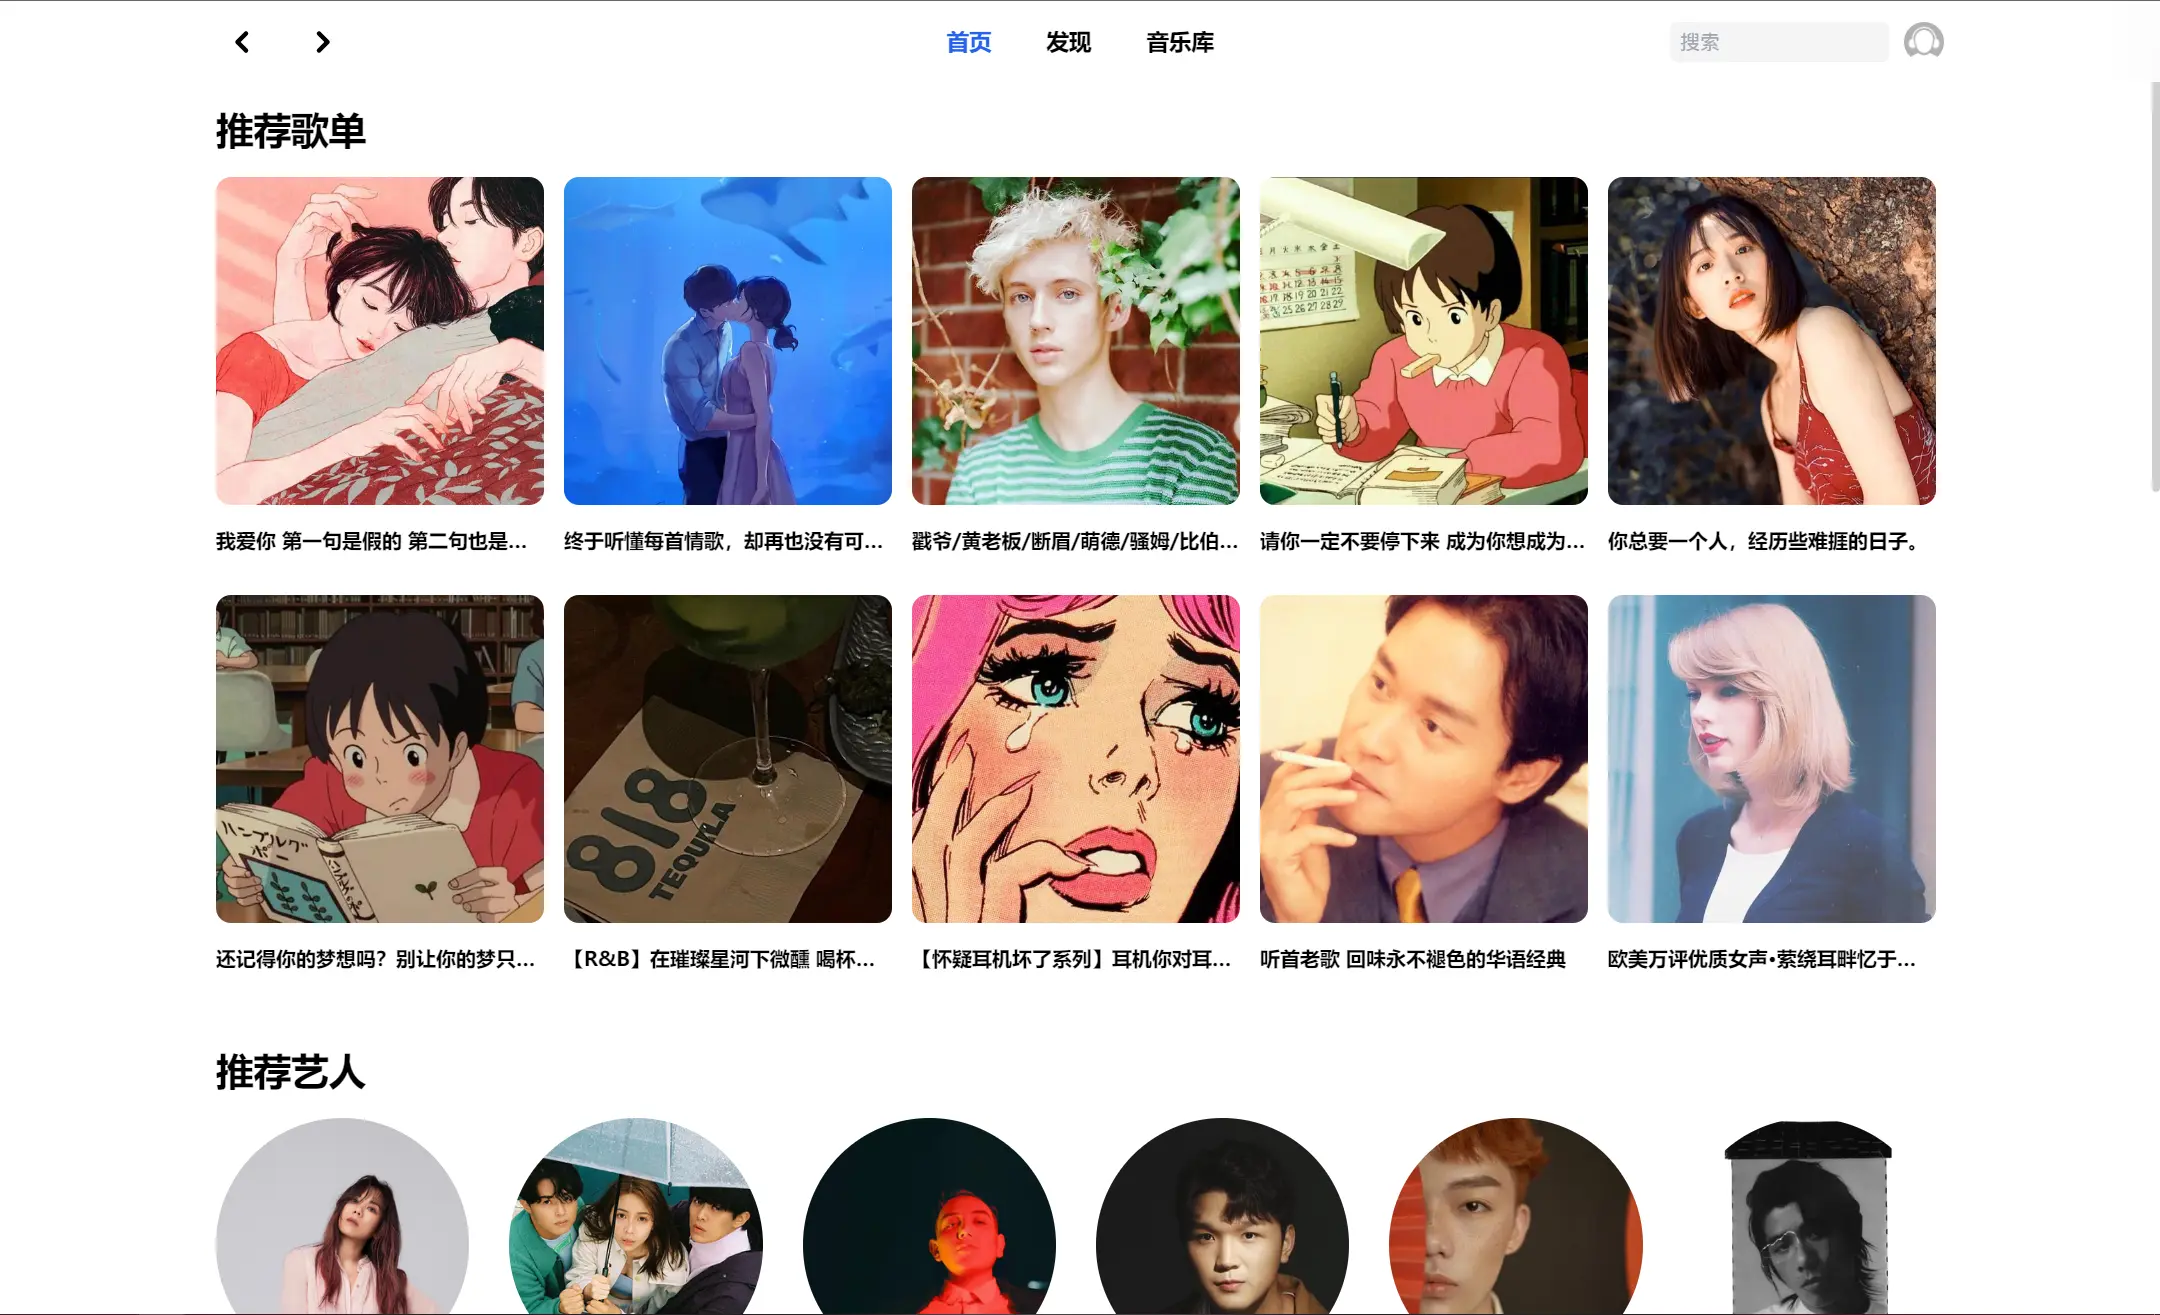 首页 发现 音乐库 搜索
推荐歌单
我爱你 第一句是假的 第二句也是...
终于听懂每首情歌，却再也没有可...
戳爷/黄老板/断眉/萌德/骚姆/比伯...
请你一定不要停下来 成为你想成为...
你总要一个人，经历些难捱的日子。
818
TEQUILA
还记得你的梦想吗？别让你的梦只...
【R&B】在璀璨星河下微醺 喝杯...
【怀疑耳机坏了系列】耳机你对耳...
听首老歌 回味永不褪色的华语经典
欧美万评优质女声•萦绕耳畔忆于...
推荐艺人